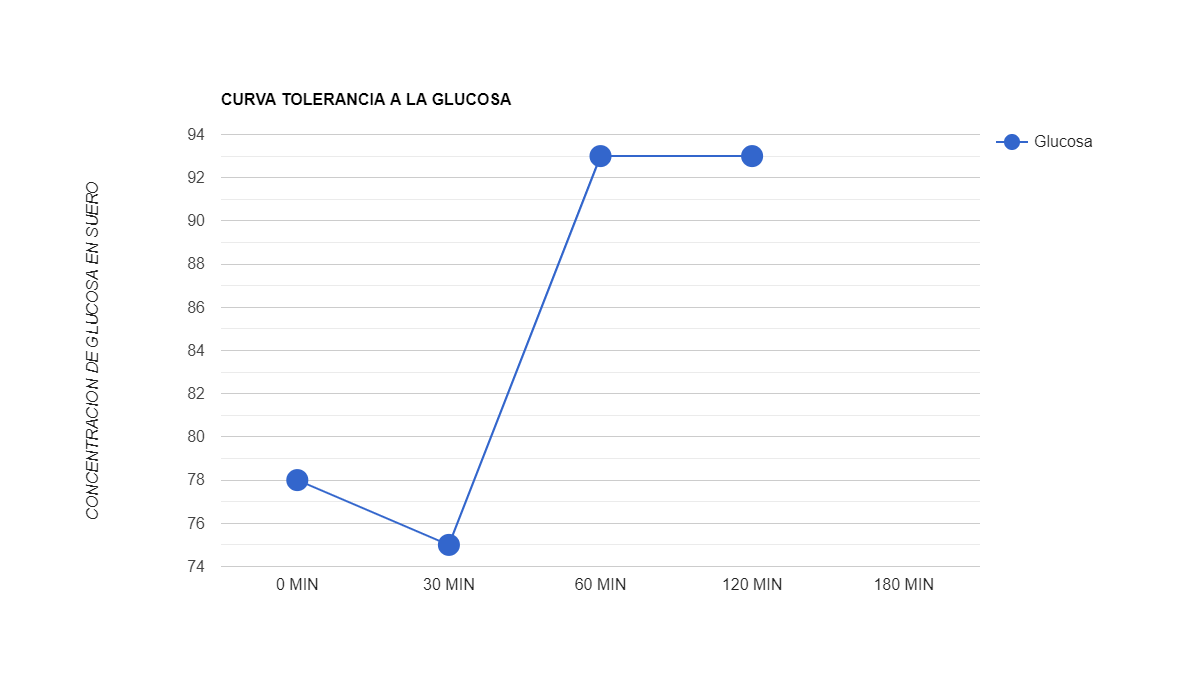 CURVA TOLERANCIA A LA GLUCOSA
Glucosa
CONCENTRACION DE GLUCOSA EN SUERO
94
92
90
88
86
84
82
80
78
76
74
0 MIN
30 MIN
60 MIN
120 MIN
180 MIN